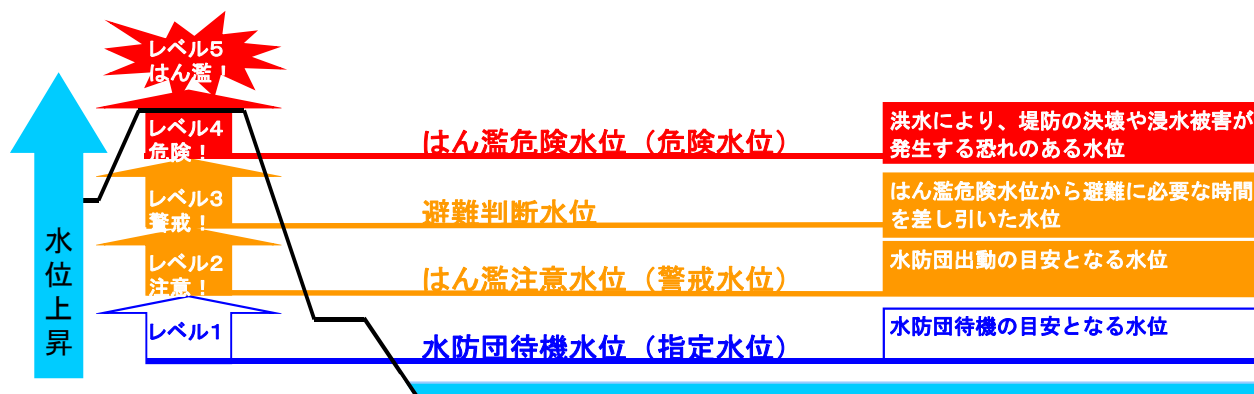 レベル5
はん濫！
レベル4
危険！
はん濫危険水位（危険水位）
洪水により、堤防の決壊や浸水被害が
発生する恐れのある水位
レベル3
警戒！
避難判断水位
はん濫危険水位から避難に必要な時間
を差し引いた水位
レベル2
注意！
はん濫注意水位（警戒水位）
水防団出動の目安となる水位
レベル1
水防団待機水位（指定水位）
水防団待機の目安となる水位
水位上昇